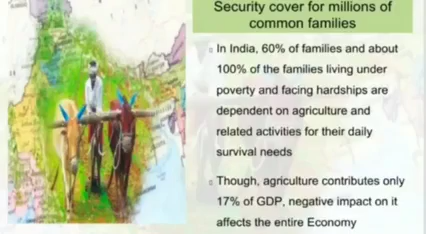 Security cover for millions of
common families
In India, 60% of families and about
100% of the families living under
poverty and facing hardships are
dependent on agriculture and
related activities for their daily
survival needs
Though, agriculture contributes only
17% of GDP, negative impact on it
affects the entire Economy